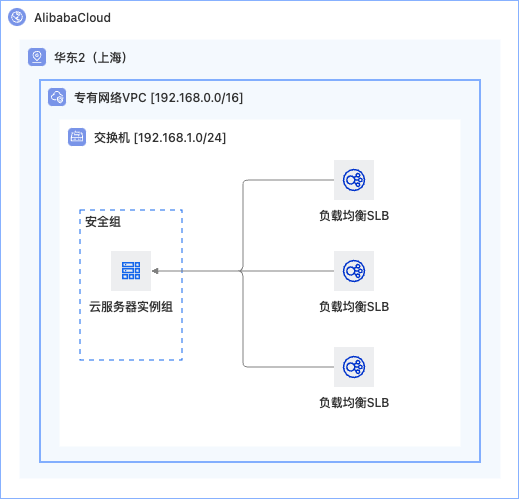 AlibabaCloud
华东2（上海）
专有网络VPC [192.168.0.0/16]
交换机 [192.168.1.0/24]
负载均衡SLB
安全组
云服务器实例组
负载均衡SLB
负载均衡SLB